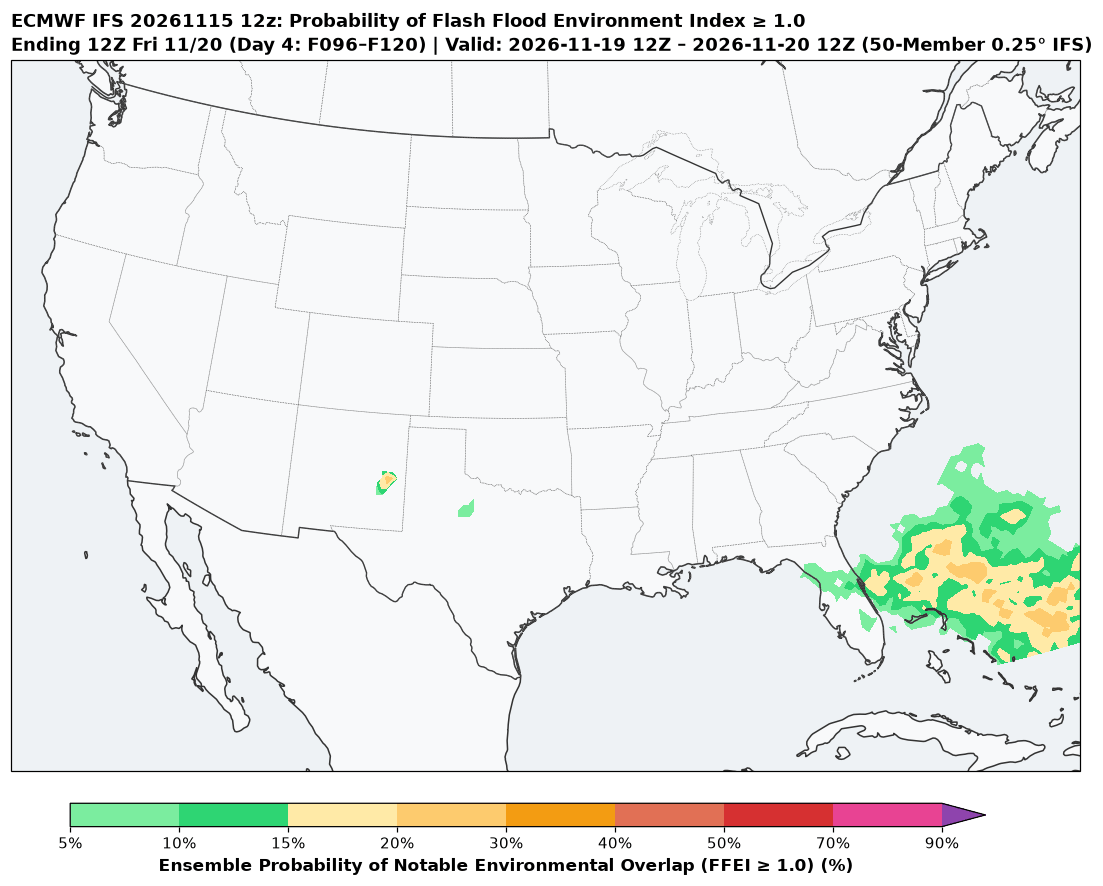 ECMWF IFS 20261115 12z: Probability of Flash Flood Environment Index ≥ 1.0
Ending 12Z Fri 11/20 (Day 4: F096–F120) | Valid: 2026-11-19 12Z – 2026-11-20 12Z (50-Member 0.25° IFS)
5% 10% 15% 20% 30% 40% 50% 70% 90%
Ensemble Probability of Notable Environmental Overlap (FFEI ≥ 1.0) (%)